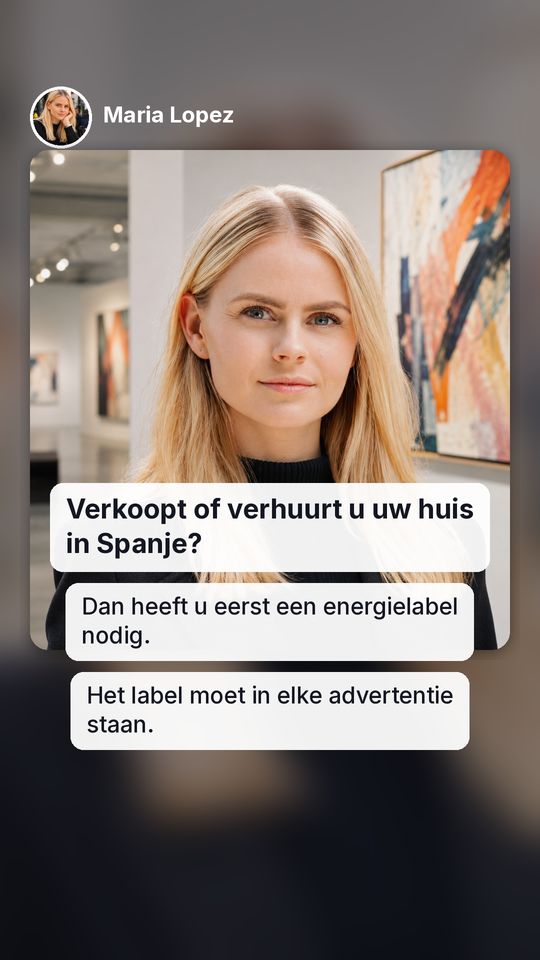 Maria Lopez
Verkoopt of verhuurt u uw huis
in Spanje?
Dan heeft u eerst een energielabel
nodig.
Het label moet in elke advertentie
staan.